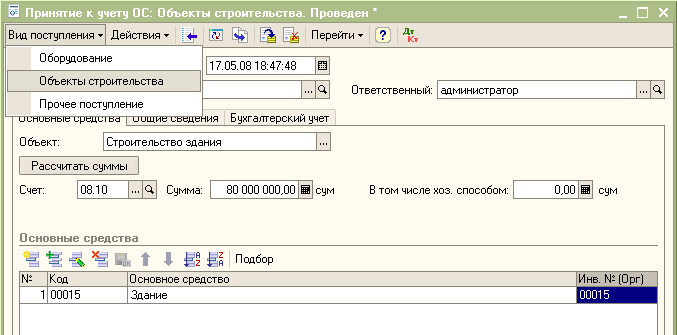 Принятие к учету ОС: Объекты строительства. Проведен *
Вид поступления Действия Перейти ? Дт Кт
Оборудование
Объекты строительства
Прочее поступление
17.05.08 18:47:48
... Ответственный: администратор ...
Основные средства Общие сведения Бухгалтерский учет
Объект: Строительство здания ...
Рассчитать суммы
Счет: 08.10 ... Сумма: 80 000 000,00 сум В том числе хоз. способом: 0,00 сум
Основные средства
Подбор
№ Код Основное средство Инв. № (Орг)
1 00015 Здание 00015